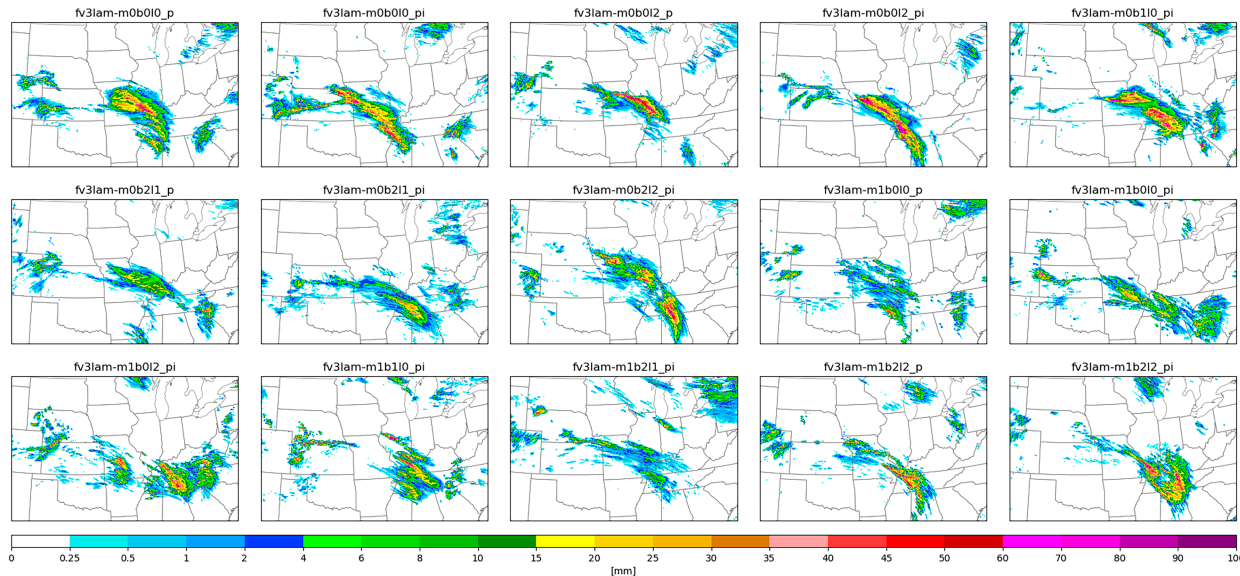 fv3lam-m0b0l0_p fv3lam-m0b0l0_pi fv3lam-m0b0l2_p fv3lam-m0b0l2_pi fv3lam-m0b1l0_pi
fv3lam-m0b2l1_p fv3lam-m0b2l1_pi fv3lam-m0b2l2_pi fv3lam-m1b0l0_p fv3lam-m1b0l0_pi
fv3lam-m1b0l2_pi fv3lam-m1b1l0_pi fv3lam-m1b2l1_pi fv3lam-m1b2l2_p fv3lam-m1b2l2_pi
0 0.25 0.5 1 2 4 6 8 10 15 20 25 30 35 40 45 50 60 70 80 90 100
[mm]